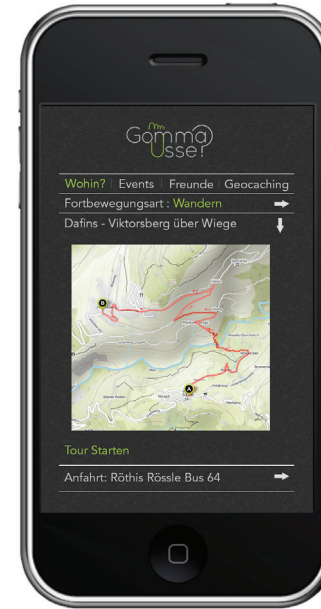 Gomma
Usse!
Wohin? | Events | Freunde | Geocaching
Fortbewegungsart : Wandern
Dafins - Viktorsberg über Wiege
B
A
Tour Starten
Anfahrt: Röthis Rössle Bus 64